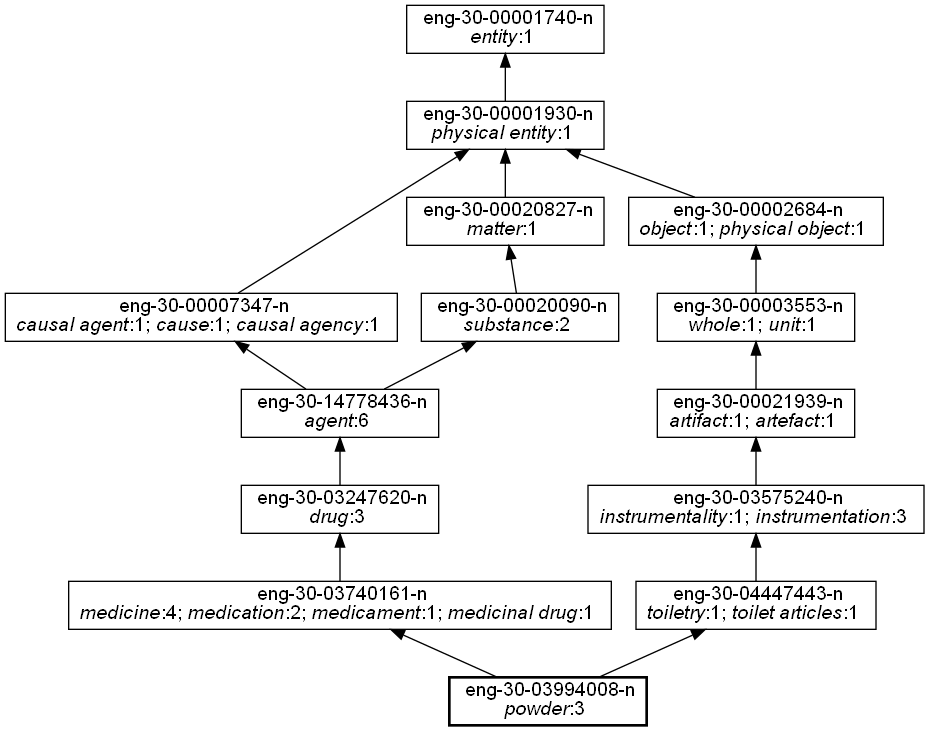 eng-30-00001740-n
entity:1
eng-30-00001930-n
physical entity:1
eng-30-00020827-n
matter:1
eng-30-00002684-n
object:1; physical object:1
eng-30-00007347-n
causal agent:1; cause:1; causal agency:1
eng-30-00020090-n
substance:2
eng-30-00003553-n
whole:1; unit:1
eng-30-14778436-n
agent:6
eng-30-00021939-n
artifact:1; artefact:1
eng-30-03247620-n
drug:3
eng-30-03575240-n
instrumentality:1; instrumentation:3
eng-30-03740161-n
medicine:4; medication:2; medicament:1; medicinal drug:1
eng-30-04447443-n
toiletry:1; toilet articles:1
eng-30-03994008-n
powder:3